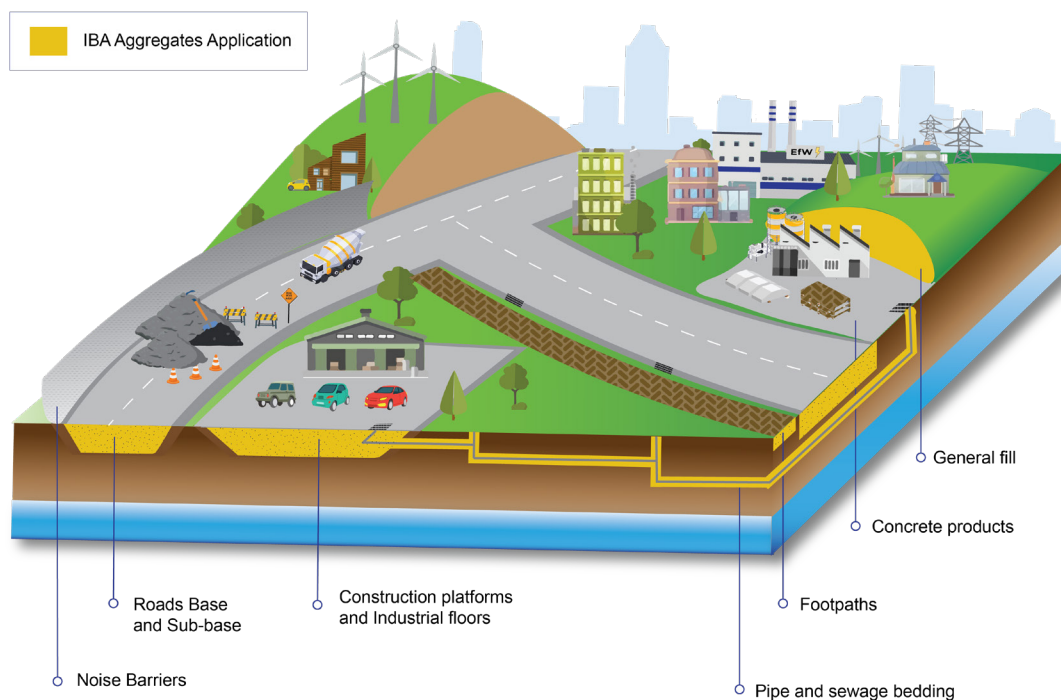 IBA Aggregates Application
EfW
General fill
Concrete products
Roads Base
and Sub-base
Construction platforms
and Industrial floors
Footpaths
Noise Barriers
Pipe and sewage bedding